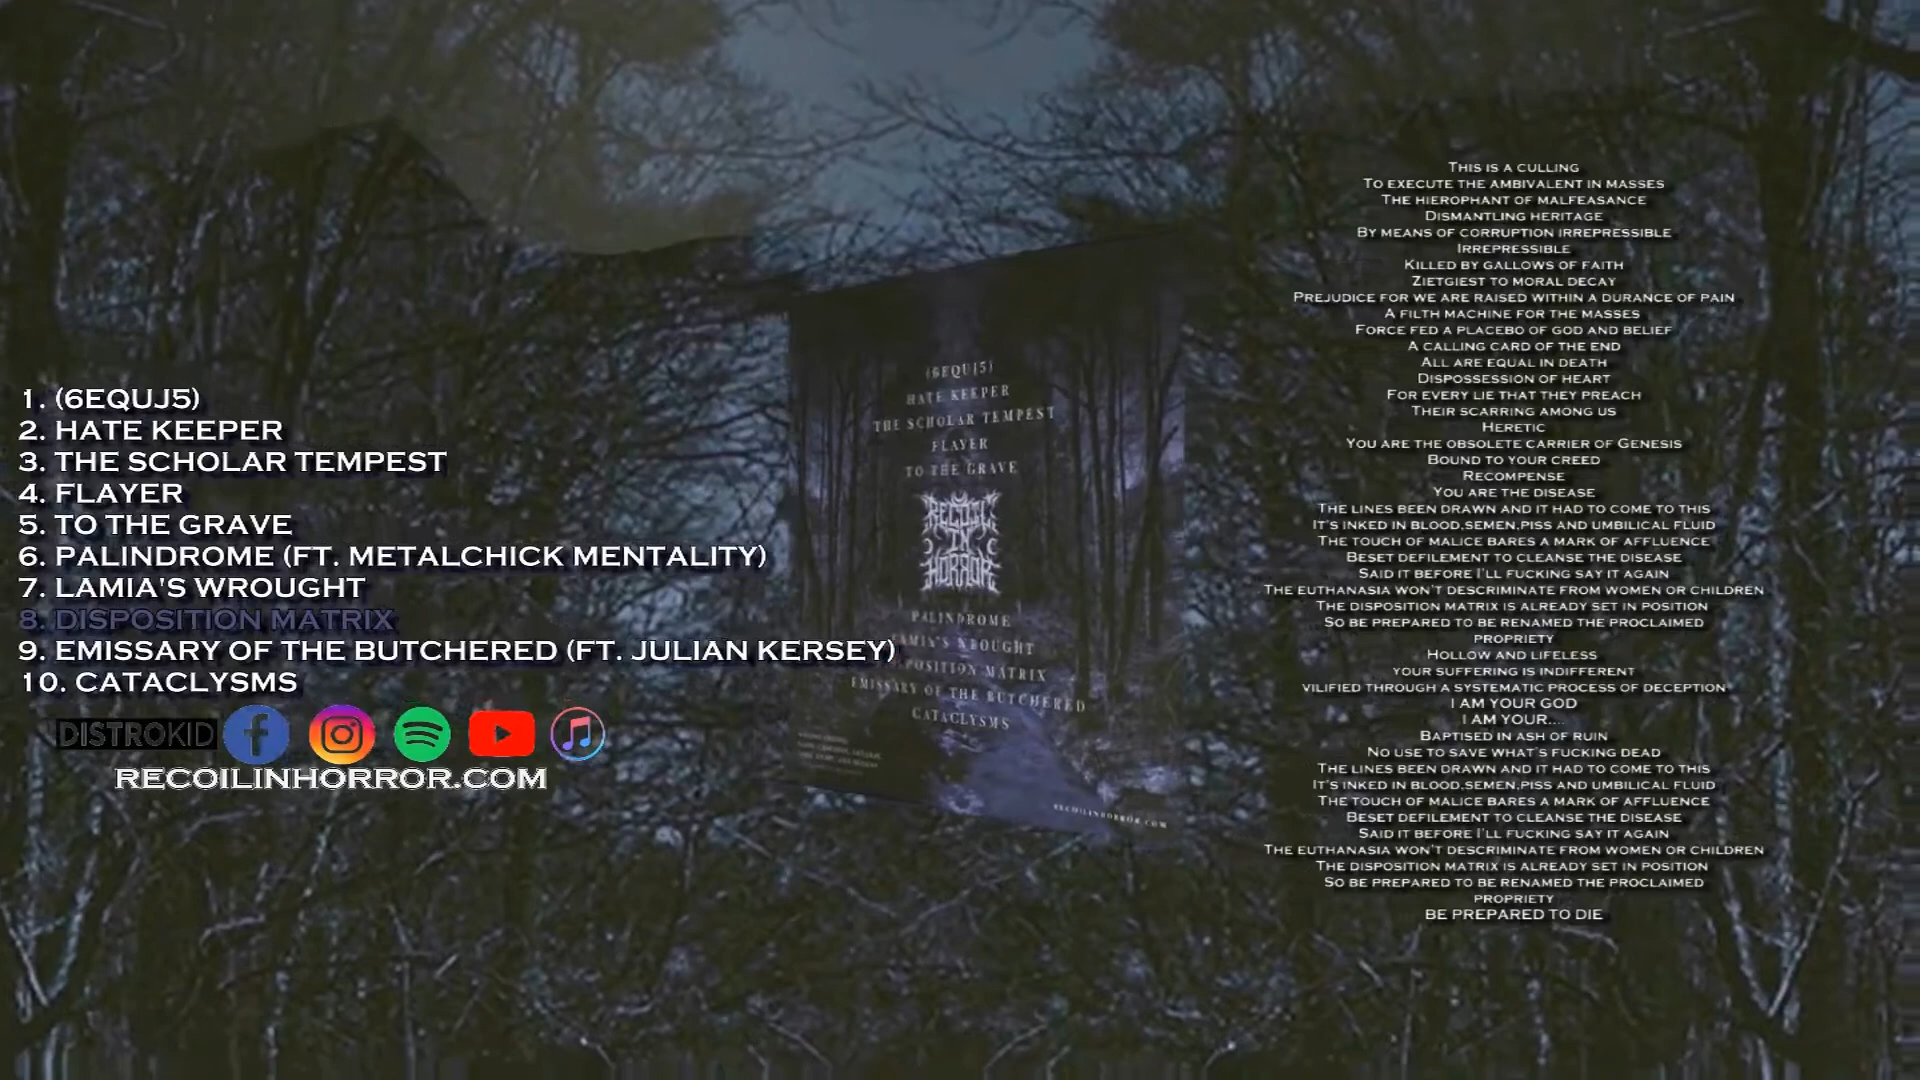 1. (6EQUJ5)
2. HATE KEEPER
3. THE SCHOLAR TEMPEST
4. FLAYER
5. TO THE GRAVE
6. PALINDROME (FT. METALCHICK MENTALITY)
7. LAMIA'S WROUGHT
8. DISPOSITION MATRIX
9. EMISSARY OF THE BUTCHERED (FT. JULIAN KERSEY)
10. CATACLYSMS
DISTROKID
RECOILINHORROR.COM
(6EQUJ5)
HATE KEEPER
THE SCHOLAR TEMPEST
FLAYER
TO THE GRAVE
RECOIL
IN
HORROR
PALINDROME
LAMIA'S WROUGHT
POSITION MATRIX
EMISSARY OF THE BUTCHERED
CATACLYSMS
RECOILINHORROR.COM
THIS IS A CULLING
TO EXECUTE THE AMBIVALENT IN MASSES
THE HIEROPHANT OF MALFEASANCE
DISMANTLING HERITAGE
BY MEANS OF CORRUPTION IRREPRESSIBLE
IRREPRESSIBLE
KILLED BY GALLOWS OF FAITH
ZIETGIEST TO MORAL DECAY
PREJUDICE FOR WE ARE RAISED WITHIN A DURANCE OF PAIN
A FILTH MACHINE FOR THE MASSES
FORCE FED A PLACEBO OF GOD AND BELIEF
A CALLING CARD OF THE END
ALL ARE EQUAL IN DEATH
DISPOSSESSION OF HEART
FOR EVERY LIE THAT THEY PREACH
THEIR SCARRING AMONG US
HERETIC
YOU ARE THE OBSOLETE CARRIER OF GENESIS
BOUND TO YOUR CREED
RECOMPENSE
YOU ARE THE DISEASE
THE LINES BEEN DRAWN AND IT HAD TO COME TO THIS
IT'S INKED IN BLOOD,SEMEN,PISS AND UMBILICAL FLUID
THE TOUCH OF MALICE BARES A MARK OF AFFLUENCE
BESET DEFILEMENT TO CLEANSE THE DISEASE
SAID IT BEFORE I'LL FUCKING SAY IT AGAIN
THE EUTHANASIA WON'T DESCRIMINATE FROM WOMEN OR CHILDREN
THE DISPOSITION MATRIX IS ALREADY SET IN POSITION
SO BE PREPARED TO BE RENAMED THE PROCLAIMED
PROPRIETY
HOLLOW AND LIFELESS
YOUR SUFFERING IS INDIFFERENT
VILIFIED THROUGH A SYSTEMATIC PROCESS OF DECEPTION
I AM YOUR GOD
I AM YOUR....
BAPTISED IN ASH OF RUIN
NO USE TO SAVE WHAT'S FUCKING DEAD
THE LINES BEEN DRAWN AND IT HAD TO COME TO THIS
IT'S INKED IN BLOOD,SEMEN,PISS AND UMBILICAL FLUID
THE TOUCH OF MALICE BARES A MARK OF AFFLUENCE
BESET DEFILEMENT TO CLEANSE THE DISEASE
SAID IT BEFORE I'LL FUCKING SAY IT AGAIN
THE EUTHANASIA WON'T DESCRIMINATE FROM WOMEN OR CHILDREN
THE DISPOSITION MATRIX IS ALREADY SET IN POSITION
SO BE PREPARED TO BE RENAMED THE PROCLAIMED
PROPRIETY
BE PREPARED TO DIE